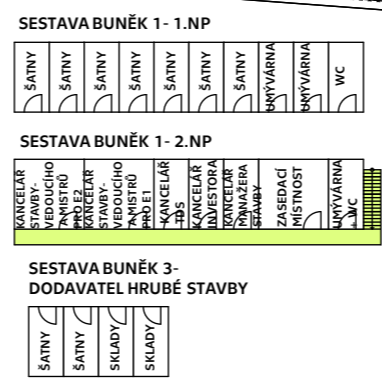 SESTAVA BUNĚK 1- 1.NP
ŠATNY
ŠATNY
ŠATNY
ŠATNY
ŠATNY
ŠATNY
ŠATNY
UMÝVÁRNA
UMÝVÁRNA
WC
SESTAVA BUNĚK 1- 2.NP
KANCELÁŘ
STAVBY-
VEDOUCÍHO
A MISTRŮ
PRO E2
KANCELÁŘ
STAVBY-
VEDOUCÍHO
A MISTRŮ
PRO E1
KANCELÁŘ
TDS
KANCELÁŘ
INVESTORA
KANCELÁŘ
MANAŽERA
STAVBY
ZASEDACÍ
MÍSTNOST
UMÝVÁRNA
+ WC
SESTAVA BUNĚK 3-
DODAVATEL HRUBÉ STAVBY
ŠATNY
ŠATNY
SKLADY
SKLADY